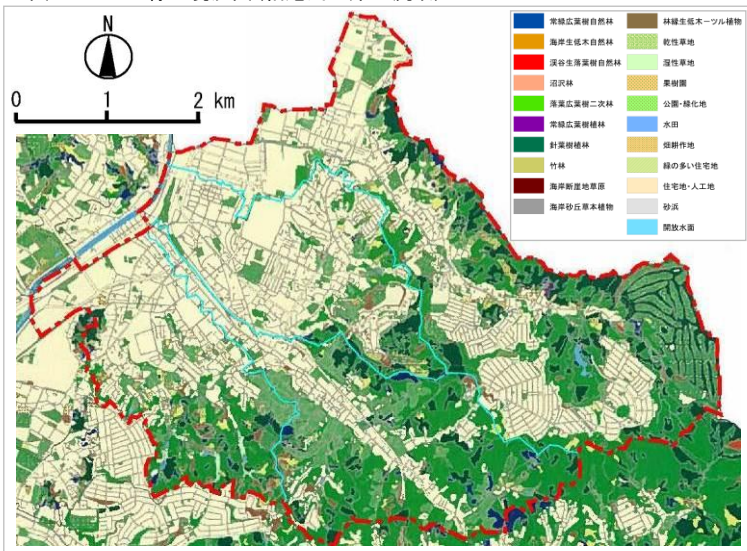 N
0 1 2 km
常緑広葉樹自然林
海岸生低木自然林
渓谷生落葉樹自然林
沼沢林
落葉広葉樹二次林
常緑広葉樹植林
針葉樹植林
竹林
海岸断崖地草原
海岸砂丘草本植物
林縁生低木ーツル植物
乾性草地
湿性草地
果樹園
公園・緑化地
水田
畑耕作地
緑の多い住宅地
住宅地・人工地
砂浜
開放水面